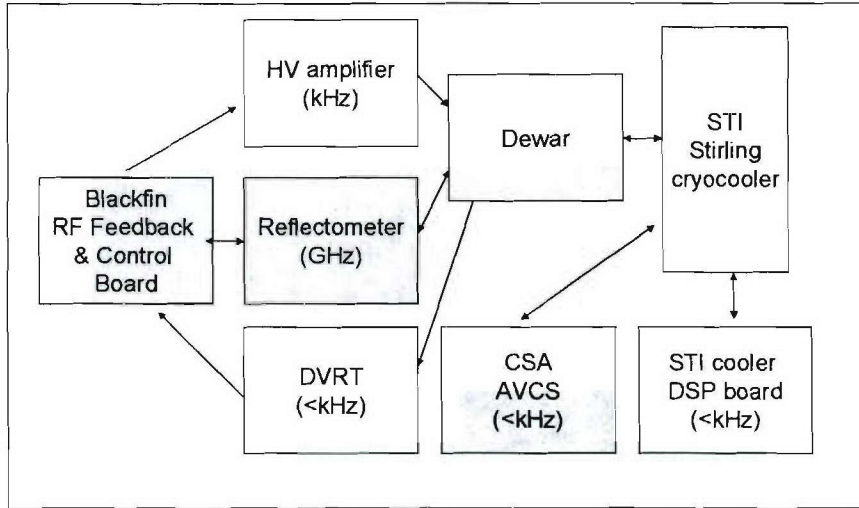 HV amplifier
(kHz)
Dewar
STI
Stirling
cryocooler
Blackfin
RF Feedback
& Control
Board
Reflectometer
(GHz)
DVRT
(<kHz)
CSA
AVCS
(<kHz)
STI cooler
DSP board
(<kHz)